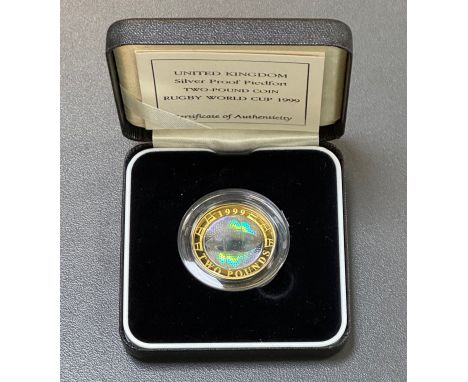 UNITED KINGDOM
Silver Proof Piedfort
TWO-POUND COIN
RUGBY WORLD CUP 1999
Certificate of Authenticity
1999
TWO POUNDS